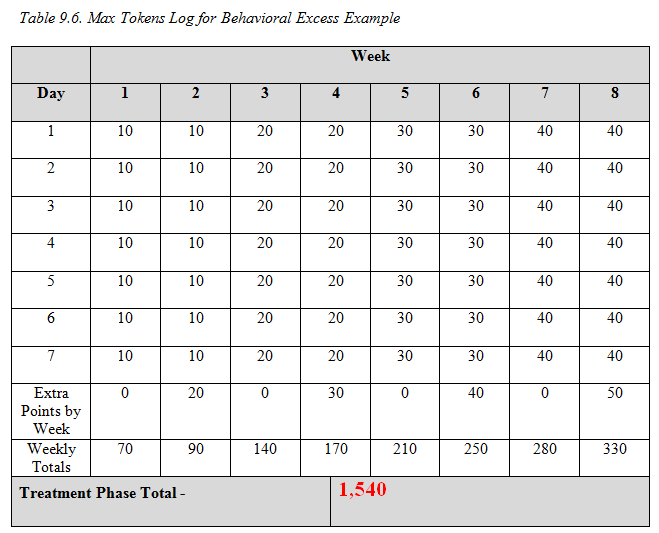 Table 9.6. Max Tokens Log for Behavioral Excess Example
Week
Day 1 2 3 4 5 6 7 8
1 10 10 20 20 30 30 40 40
2 10 10 20 20 30 30 40 40
3 10 10 20 20 30 30 40 40
4 10 10 20 20 30 30 40 40
5 10 10 20 20 30 30 40 40
6 10 10 20 20 30 30 40 40
7 10 10 20 20 30 30 40 40
Extra Points by Week 0 20 0 30 0 40 0 50
Weekly Totals 70 90 140 170 210 250 280 330
Treatment Phase Total - 1,540